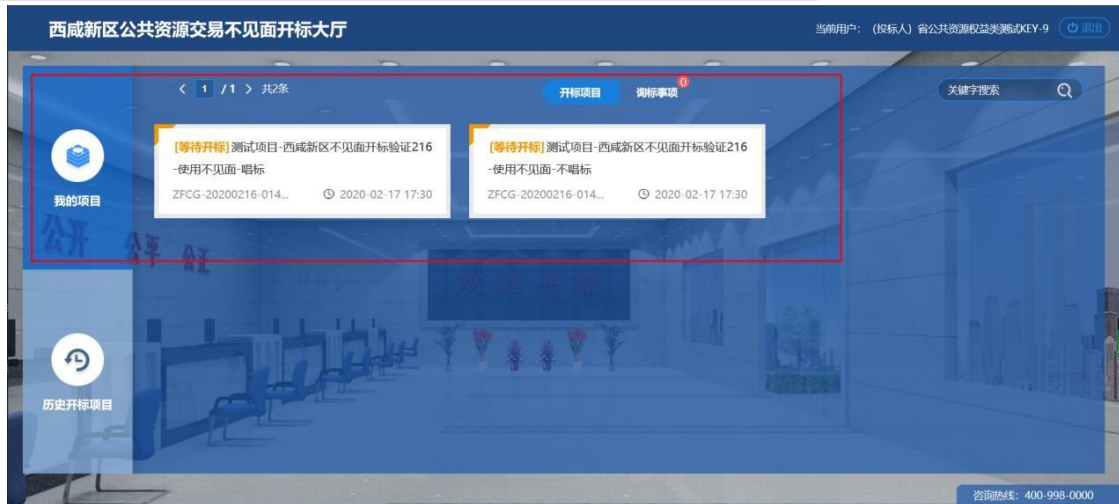 西咸新区公共资源交易不见面开标大厅
当前用户： (投标人) 省公共资源权益类测试KEY-9 退出
1 / 1 共2条
开标项目 询标事项 0
关键字搜索
[等待开标] 测试项目-西咸新区不见面开标验证216
-使用不见面-唱标
ZFCG-20200216-014... 2020-02-17 17:30
[等待开标] 测试项目-西咸新区不见面开标验证216
-使用不见面-不唱标
ZFCG-20200216-014... 2020-02-17 17:30
我的项目
公开 公平 公正
历史开标项目
咨询热线：400-998-0000